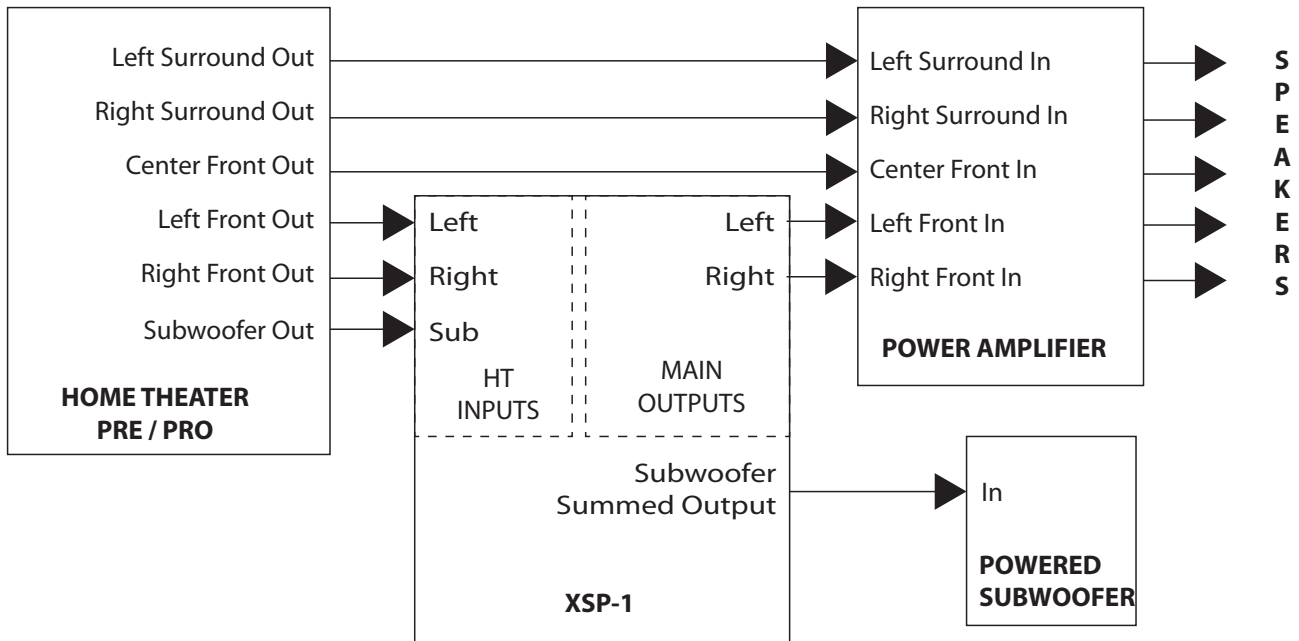 Left Surround Out
Right Surround Out
Center Front Out
Left Front Out
Right Front Out
Subwoofer Out
HOME THEATER
PRE / PRO
Left
Right
Sub
HT
INPUTS
Left
Right
MAIN
OUTPUTS
Subwoofer
Summed Output
XSP-1
Left Surround In
Right Surround In
Center Front In
Left Front In
Right Front In
POWER AMPLIFIER
In
POWERED
SUBWOOFER
S
P
E
A
K
E
R
S